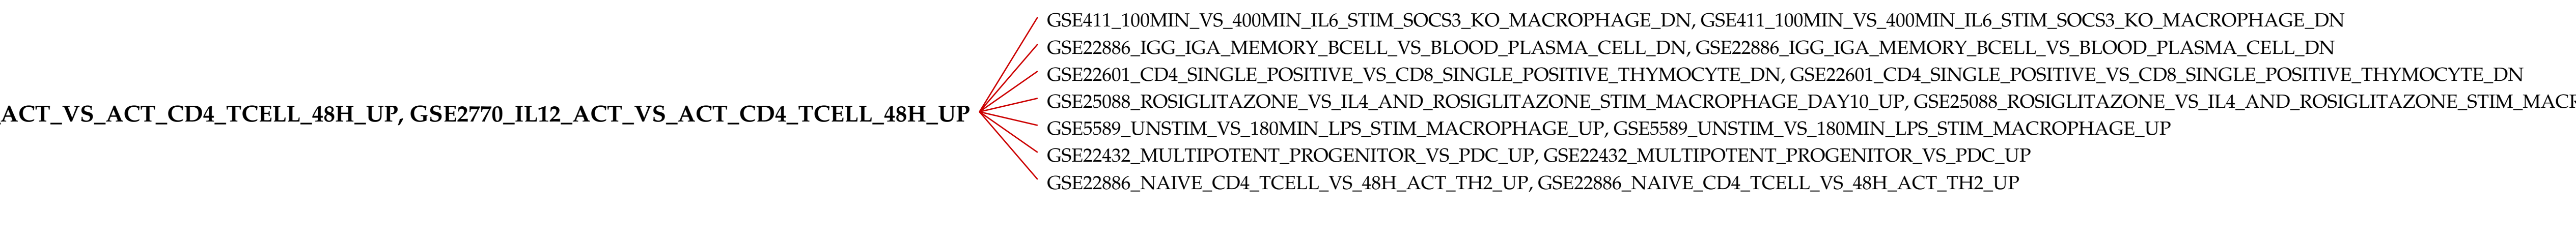 GSE411_100MIN_VS_400MIN_IL6_STIM_SOCS3_KO_MACROPHAGE_DN, GSE411_100MIN_VS_400MIN_IL6_STIM_SOCS3_KO_MACROPHAGE_DN
GSE22886_IGG_IGA_MEMORY_BCELL_VS_BLOOD_PLASMA_CELL_DN, GSE22886_IGG_IGA_MEMORY_BCELL_VS_BLOOD_PLASMA_CELL_DN
GSE22601_CD4_SINGLE_POSITIVE_VS_CD8_SINGLE_POSITIVE_THYMOCYTE_DN, GSE22601_CD4_SINGLE_POSITIVE_VS_CD8_SINGLE_POSITIVE_THYMOCYTE_DN
GSE25088_ROSIGLITAZONE_VS_IL4_AND_ROSIGLITAZONE_STIM_MACROPHAGE_DAY10_UP, GSE25088_ROSIGLITAZONE_VS_IL4_AND_ROSIGLITAZONE_STIM_MACR
ACT_VS_ACT_CD4_TCELL_48H_UP, GSE2770_IL12_ACT_VS_ACT_CD4_TCELL_48H_UP
GSE5589_UNSTIM_VS_180MIN_LPS_STIM_MACROPHAGE_UP, GSE5589_UNSTIM_VS_180MIN_LPS_STIM_MACROPHAGE_UP
GSE22432_MULTIPOTENT_PROGENITOR_VS_PDC_UP, GSE22432_MULTIPOTENT_PROGENITOR_VS_PDC_UP
GSE22886_NAIVE_CD4_TCELL_VS_48H_ACT_TH2_UP, GSE22886_NAIVE_CD4_TCELL_VS_48H_ACT_TH2_UP